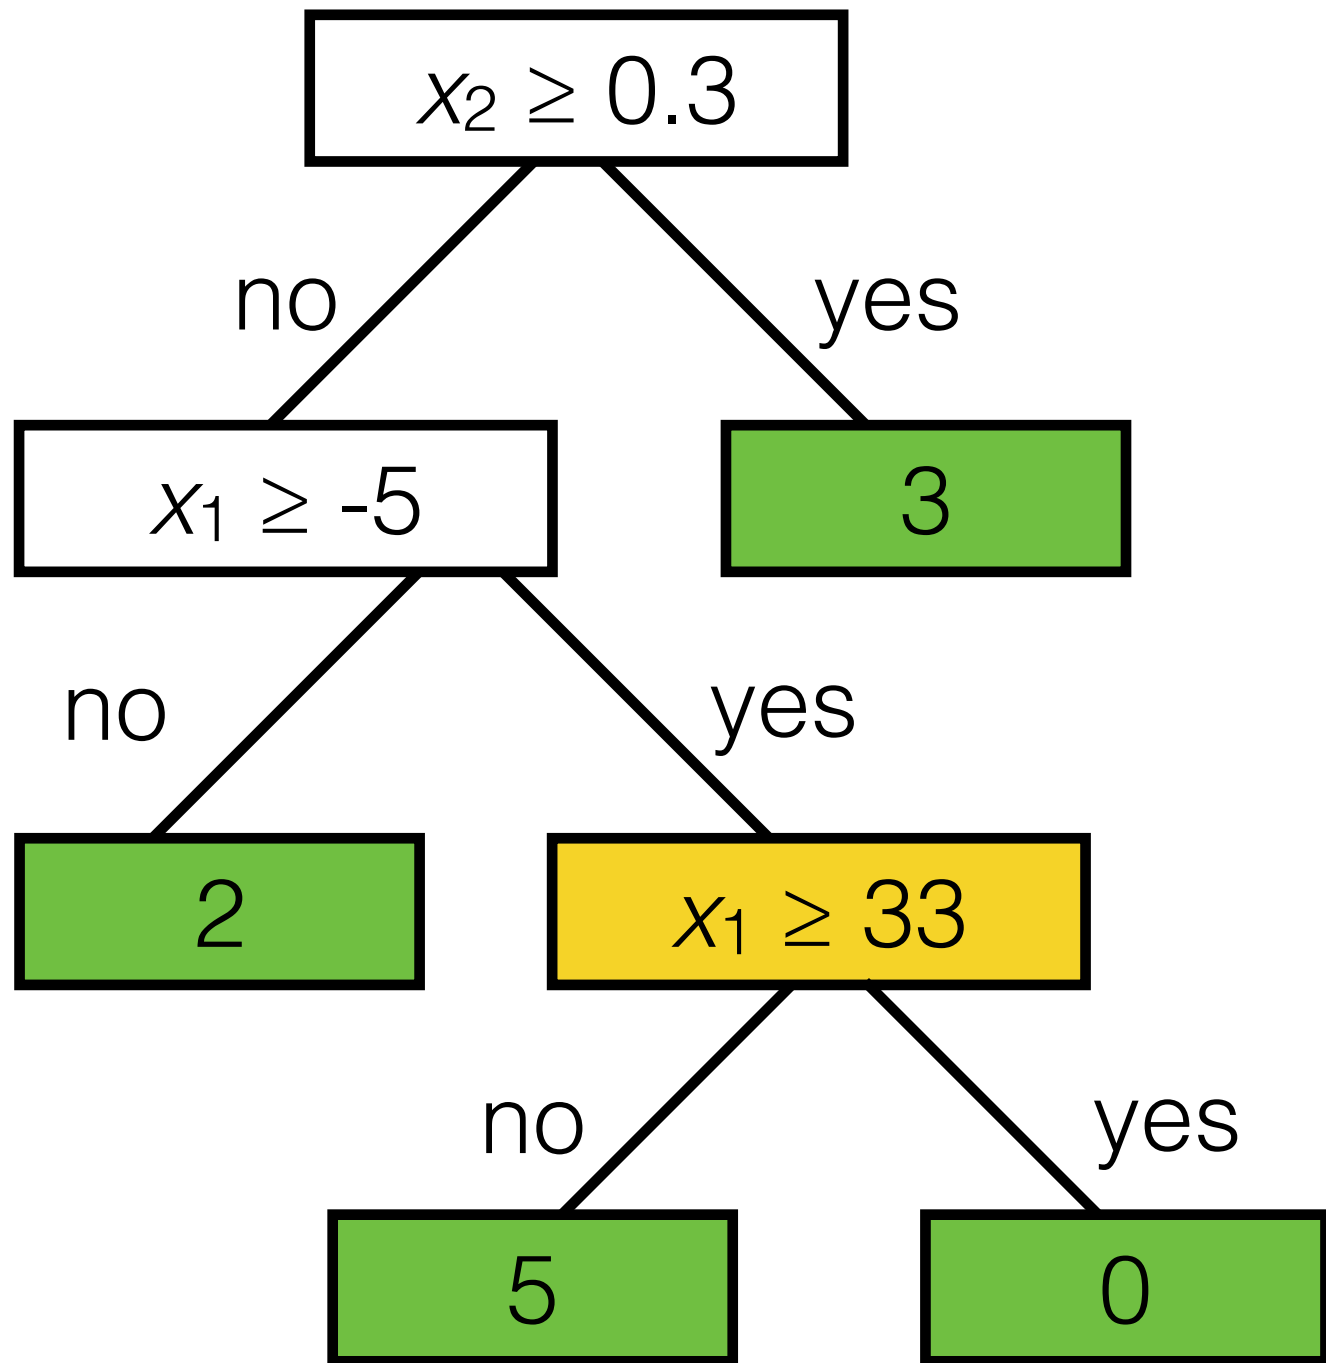 x₂ ≥ 0.3
no
yes
x₁ ≥ -5
3
no
yes
2
x₁ ≥ 33
no
yes
5
0